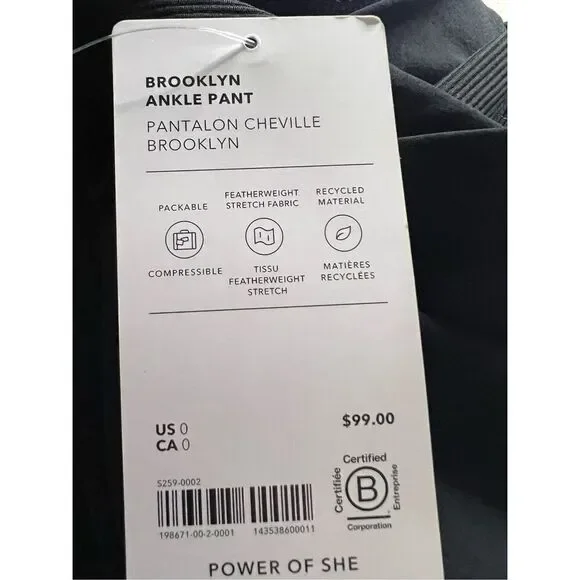 BROOKLYN
ANKLE PANT
PANTALON CHEVILLE
BROOKLYN
PACKABLE
COMPRESSIBLE
FEATHERWEIGHT
STRETCH FABRIC
TISSU
FEATHERWEIGHT
STRETCH
RECYCLED
MATERIAL
MATIÈRES
RECYCLÉES
US 0
CA 0
$99.00
S259-0002
198671-00-2-0001 143538600011
Certified
Certifiée
B
Entreprise
Corporation
POWER OF SHE